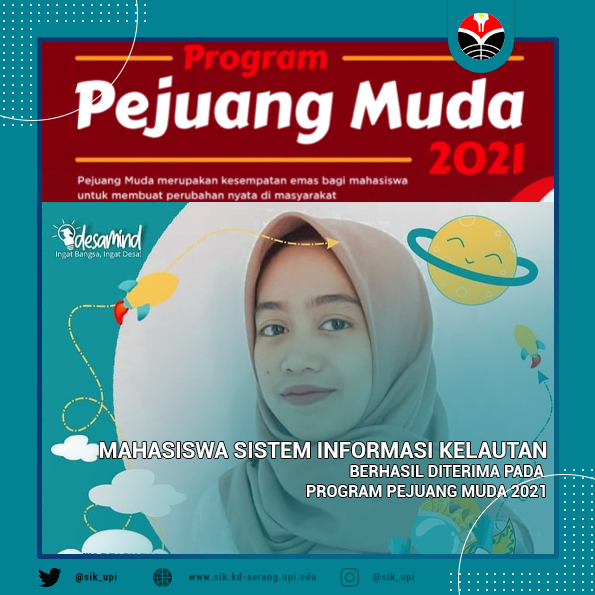 Program
Pejuang Muda
2021
Pejuang Muda merupakan kesempatan emas bagi mahasiswa
untuk membuat perubahan nyata di masyarakat
desamind
Ingat Bangsa, Ingat Desa!
MAHASISWA SISTEM INFORMASI KELAUTAN
BERHASIL DITERIMA PADA
PROGRAM PEJUANG MUDA 2021
@sik_upi www.sik.kd-serang.upi.edu @sik_upi